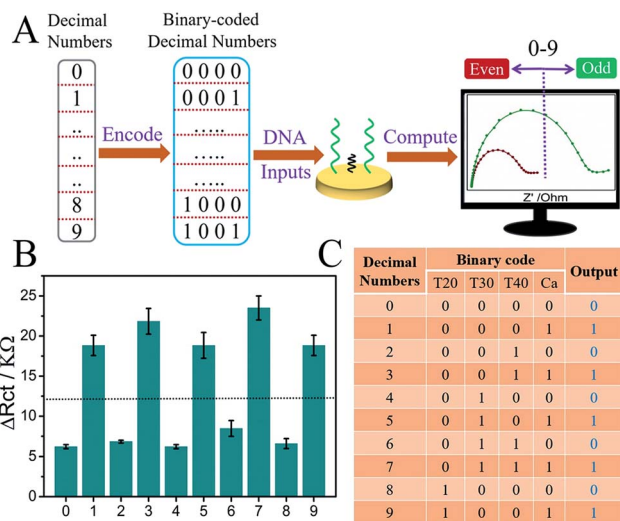 A
Decimal Numbers
Binary-coded Decimal Numbers
0
1
..
..
..
8
9
Encode
0 0 0 0
0 0 0 1
.....
.....
.....
1 0 0 0
1 0 0 1
DNA
Inputs
Compute
0-9
Even
Odd
Z' /Ohm
B
ΔRct / KΩ
25
20
15
10
5
0
0 1 2 3 4 5 6 7 8 9
C
Decimal Numbers Binary code Output
T20 T30 T40 Ca
0 0 0 0 0 0
1 0 0 0 1 1
2 0 0 1 0 0
3 0 0 1 1 1
4 0 1 0 0 0
5 0 1 0 1 1
6 0 1 1 0 0
7 0 1 1 1 1
8 1 0 0 0 0
9 1 0 0 1 1